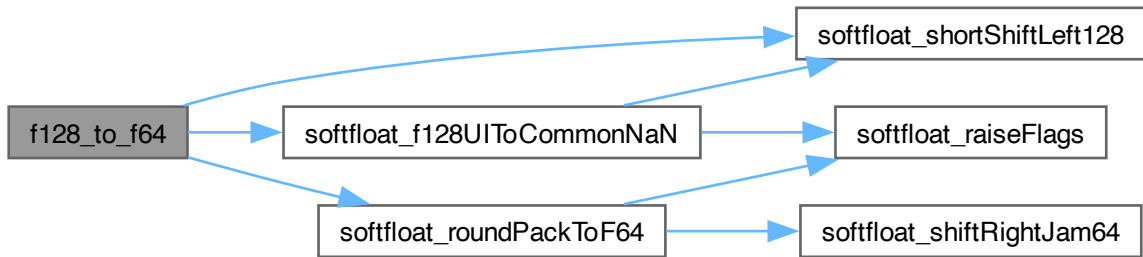 softfloat_shortShiftLeft128
f128_to_f64
softfloat_f128UIToCommonNaN
softfloat_raiseFlags
softfloat_roundPackToF64
softfloat_shiftRightJam64